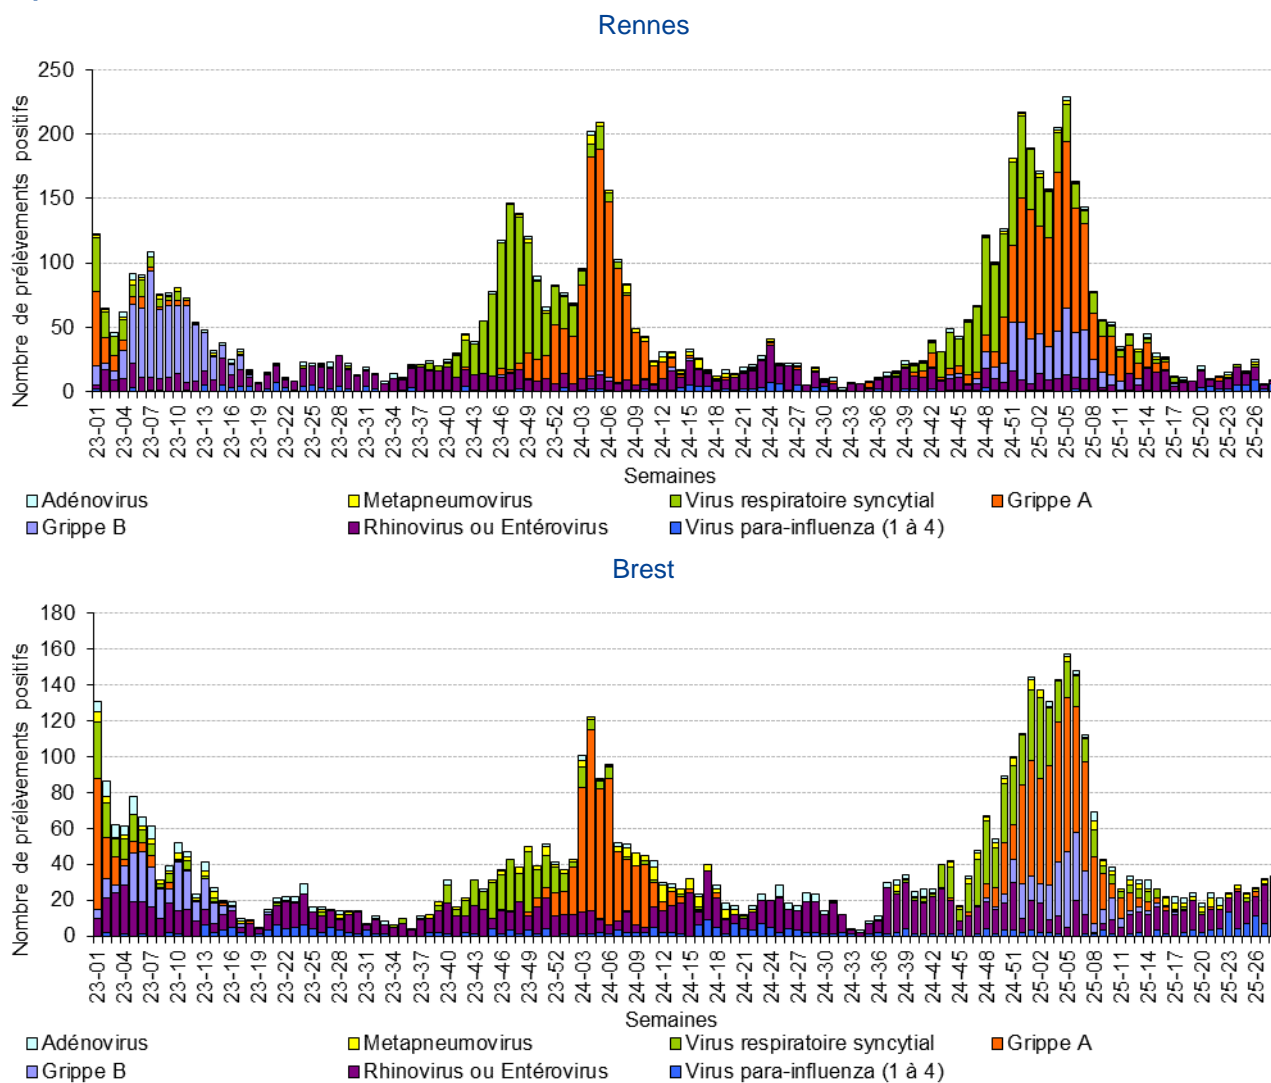 Rennes
250
200
150
100
50
0
Nombre de prélèvements positifs
23-01 23-04 23-07 23-10 23-13 23-16 23-19 23-22 23-25 23-28 23-31 23-34 23-37 23-40 23-43 23-46 23-49 23-52 24-03 24-06 24-09 24-12 24-15 24-18 24-21 24-24 24-27 24-30 24-33 24-36 24-39 24-42 24-45 24-48 24-51 25-02 25-05 25-08 25-11 25-14 25-17 25-20 25-23 25-26
Semaines
Adénovirus Metapneumovirus Virus respiratoire syncytial Grippe A
Grippe B Rhinovirus ou Entérovirus Virus para-influenza (1 à 4)
Brest
180
160
140
120
100
80
60
40
20
0
Nombre de prélèvements positifs
23-01 23-04 23-07 23-10 23-13 23-16 23-19 23-22 23-25 23-28 23-31 23-34 23-37 23-40 23-43 23-46 23-49 23-52 24-03 24-06 24-09 24-12 24-15 24-18 24-21 24-24 24-27 24-30 24-33 24-36 24-39 24-42 24-45 24-48 24-51 25-02 25-05 25-08 25-11 25-14 25-17 25-20 25-23 25-26
Semaines
Adénovirus Metapneumovirus Virus respiratoire syncytial Grippe A
Grippe B Rhinovirus ou Entérovirus Virus para-influenza (1 à 4)